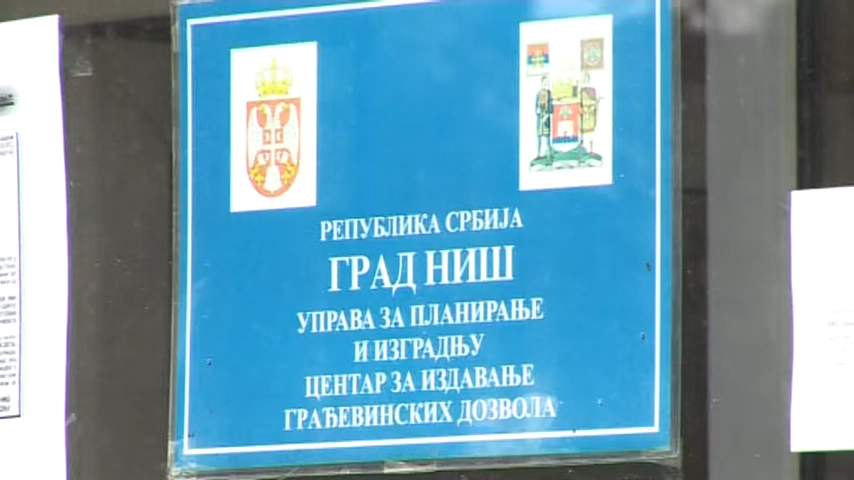 РЕПУБЛИКА СРБИЈА
ГРАД НИШ
УПРАВА ЗА ПЛАНИРАЊЕ
И ИЗГРАДЊУ
ЦЕНТАР ЗА ИЗДАВАЊЕ
ГРАЂЕВИНСКИХ ДОЗВОЛА